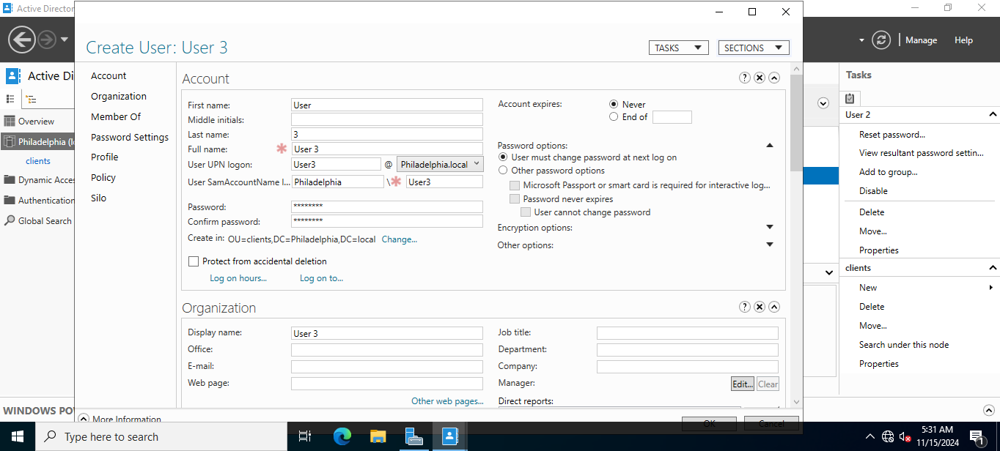 Active Director
Create User: User 3
TASKS
SECTIONS
Manage
Help
Active Di
Overview
Philadelphia (l
clients
Dynamic Acces
Authentication
Global Search
WINDOWS PO
Account
Organization
Member Of
Password Settings
Profile
Policy
Silo
Account
First name: User
Middle initials:
Last name: 3
Full name: * User 3
User UPN logon: User3 @ Philadelphia.local
User SamAccountName l... Philadelphia \* User3
Password: ********
Confirm password: ********
Create in: OU=clients,DC=Philadelphia,DC=local Change...
Protect from accidental deletion
Log on hours... Log on to...
Account expires: Never
End of
Password options:
User must change password at next log on
Other password options
Microsoft Passport or smart card is required for interactive log...
Password never expires
User cannot change password
Encryption options:
Other options:
Organization
Display name: User 3
Office:
E-mail:
Web page:
Other web pages...
Job title:
Department:
Company:
Manager: Edit... Clear
Direct reports:
More Information
OK Cancel
Tasks
User 2
Reset password...
View resultant password settin...
Add to group...
Disable
Delete
Move...
Properties
clients
New
Delete
Move...
Search under this node
Properties
Type here to search
5:31 AM
11/15/2024
1